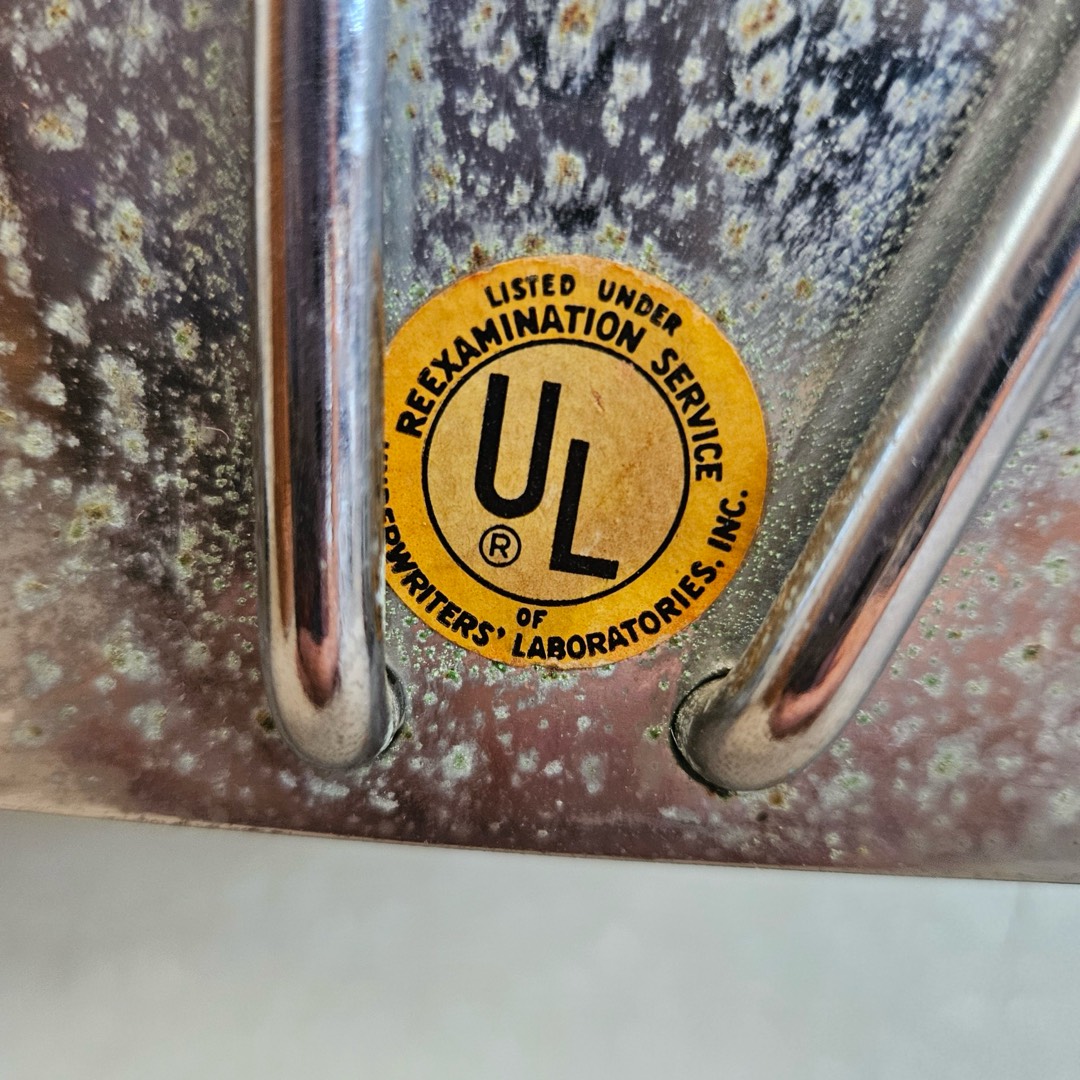 LISTED UNDER
REEXAMINATION SERVICE
UL
®
OF
LABORATORIES, INC.